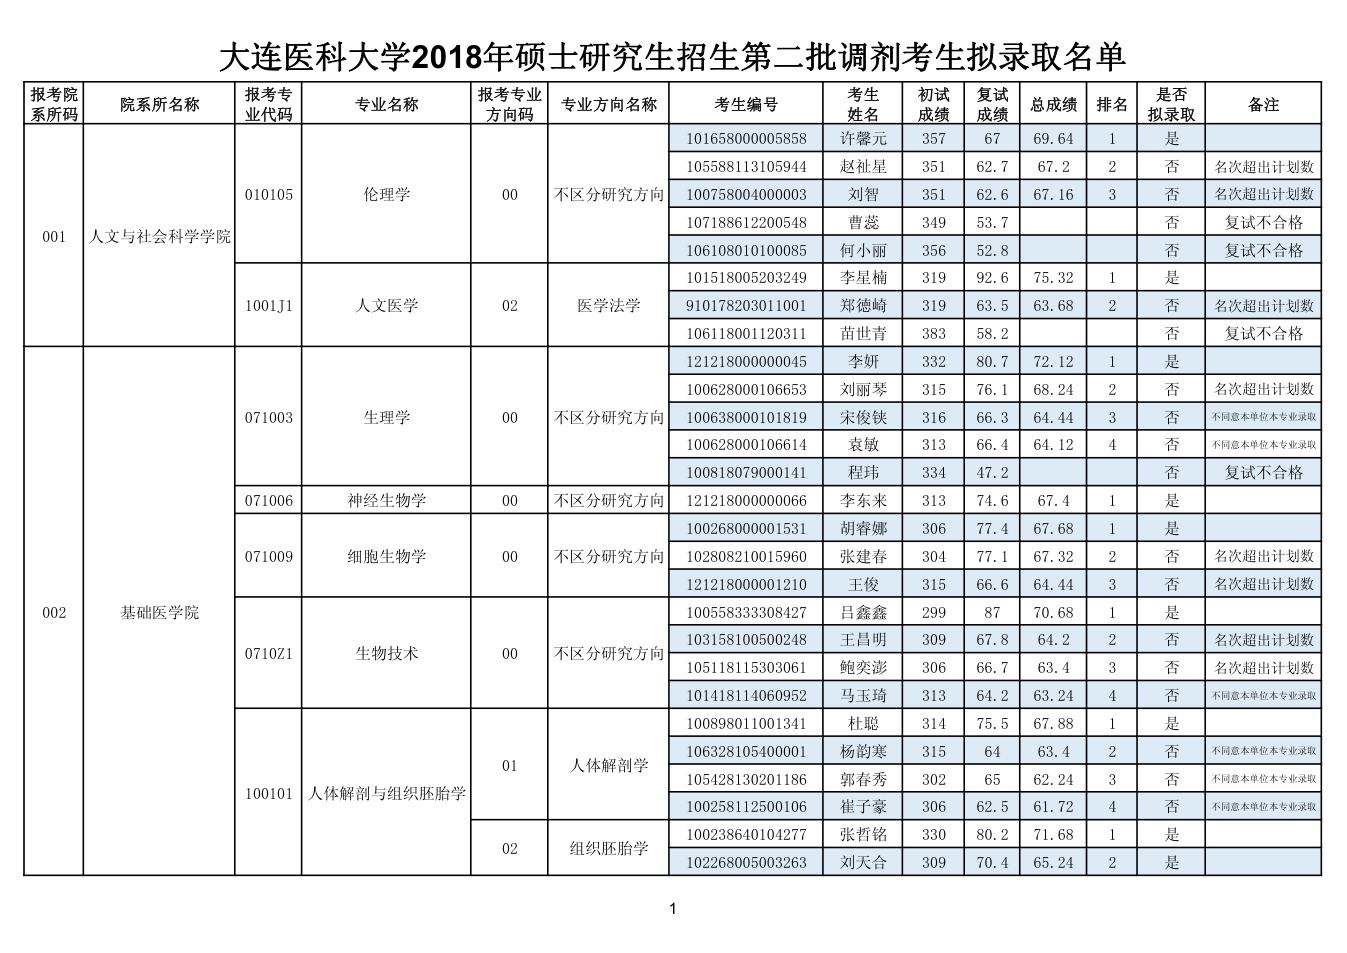 大连医科大学2018年硕士研究生招生第二批调剂考生拟录取名单
报考院系所码 院系所名称 报考专业代码 专业名称 报考专业方向码 专业方向名称 考生编号 考生姓名 初试成绩 复试成绩 总成绩 排名 是否拟录取 备注
001 人文与社会科学学院 010105 伦理学 00 不区分研究方向 101658000005858 许馨元 357 67 69.64 1 是
105588113105944 赵祉星 351 62.7 67.2 2 否 名次超出计划数
100758004000003 刘智 351 62.6 67.16 3 否 名次超出计划数
107188612200548 曹蕊 349 53.7 否 复试不合格
106108010100085 何小丽 356 52.8 否 复试不合格
1001J1 人文医学 02 医学法学 101518005203249 李星楠 319 92.6 75.32 1 是
910178203011001 郑德崎 319 63.5 63.68 2 否 名次超出计划数
106118001120311 苗世青 383 58.2 否 复试不合格
002 基础医学院 071003 生理学 00 不区分研究方向 121218000000045 李妍 332 80.7 72.12 1 是
100628000106653 刘丽琴 315 76.1 68.24 2 否 名次超出计划数
100638000101819 宋俊铗 316 66.3 64.44 3 否 不同意本单位本专业录取
100628000106614 袁敏 313 66.4 64.12 4 否 不同意本单位本专业录取
100818079000141 程玮 334 47.2 否 复试不合格
071006 神经生物学 00 不区分研究方向 121218000000066 李东来 313 74.6 67.4 1 是
071009 细胞生物学 00 不区分研究方向 100268000001531 胡睿娜 306 77.4 67.68 1 是
102808210015960 张建春 304 77.1 67.32 2 否 名次超出计划数
121218000001210 王俊 315 66.6 64.44 3 否 名次超出计划数
0710Z1 生物技术 00 不区分研究方向 100558333308427 吕鑫鑫 299 87 70.68 1 是
103158100500248 王昌明 309 67.8 64.2 2 否 名次超出计划数
105118115303061 鲍奕澎 306 66.7 63.4 3 否 名次超出计划数
101418114060952 马玉琦 313 64.2 63.24 4 否 不同意本单位本专业录取
100101 人体解剖与组织胚胎学 01 人体解剖学 100898011001341 杜聪 314 75.5 67.88 1 是
106328105400001 杨韵寒 315 64 63.4 2 否 不同意本单位本专业录取
105428130201186 郭春秀 302 65 62.24 3 否 不同意本单位本专业录取
100258112500106 崔子豪 306 62.5 61.72 4 否 不同意本单位本专业录取
02 组织胚胎学 100238640104277 张哲铭 330 80.2 71.68 1 是
102268005003263 刘天合 309 70.4 65.24 2 是
1